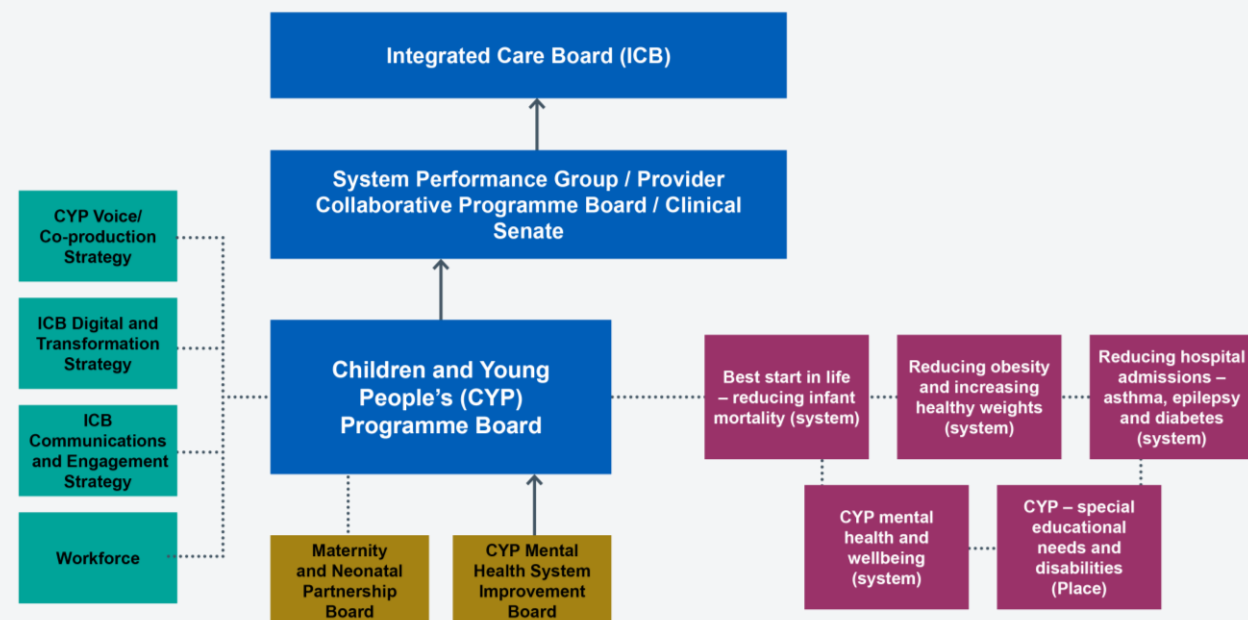 Integrated Care Board (ICB)
System Performance Group / Provider
Collaborative Programme Board / Clinical
Senate
CYP Voice/
Co-production
Strategy
ICB Digital and
Transformation
Strategy
ICB
Communications
and Engagement
Strategy
Workforce
Children and Young
People’s (CYP)
Programme Board
Maternity
and Neonatal
Partnership
Board
CYP Mental
Health System
Improvement
Board
Best start in life
– reducing infant
mortality (system)
Reducing obesity
and increasing
healthy weights
(system)
Reducing hospital
admissions –
asthma, epilepsy
and diabetes
(system)
CYP mental
health and
wellbeing
(system)
CYP – special
educational
needs and
disabilities
(Place)